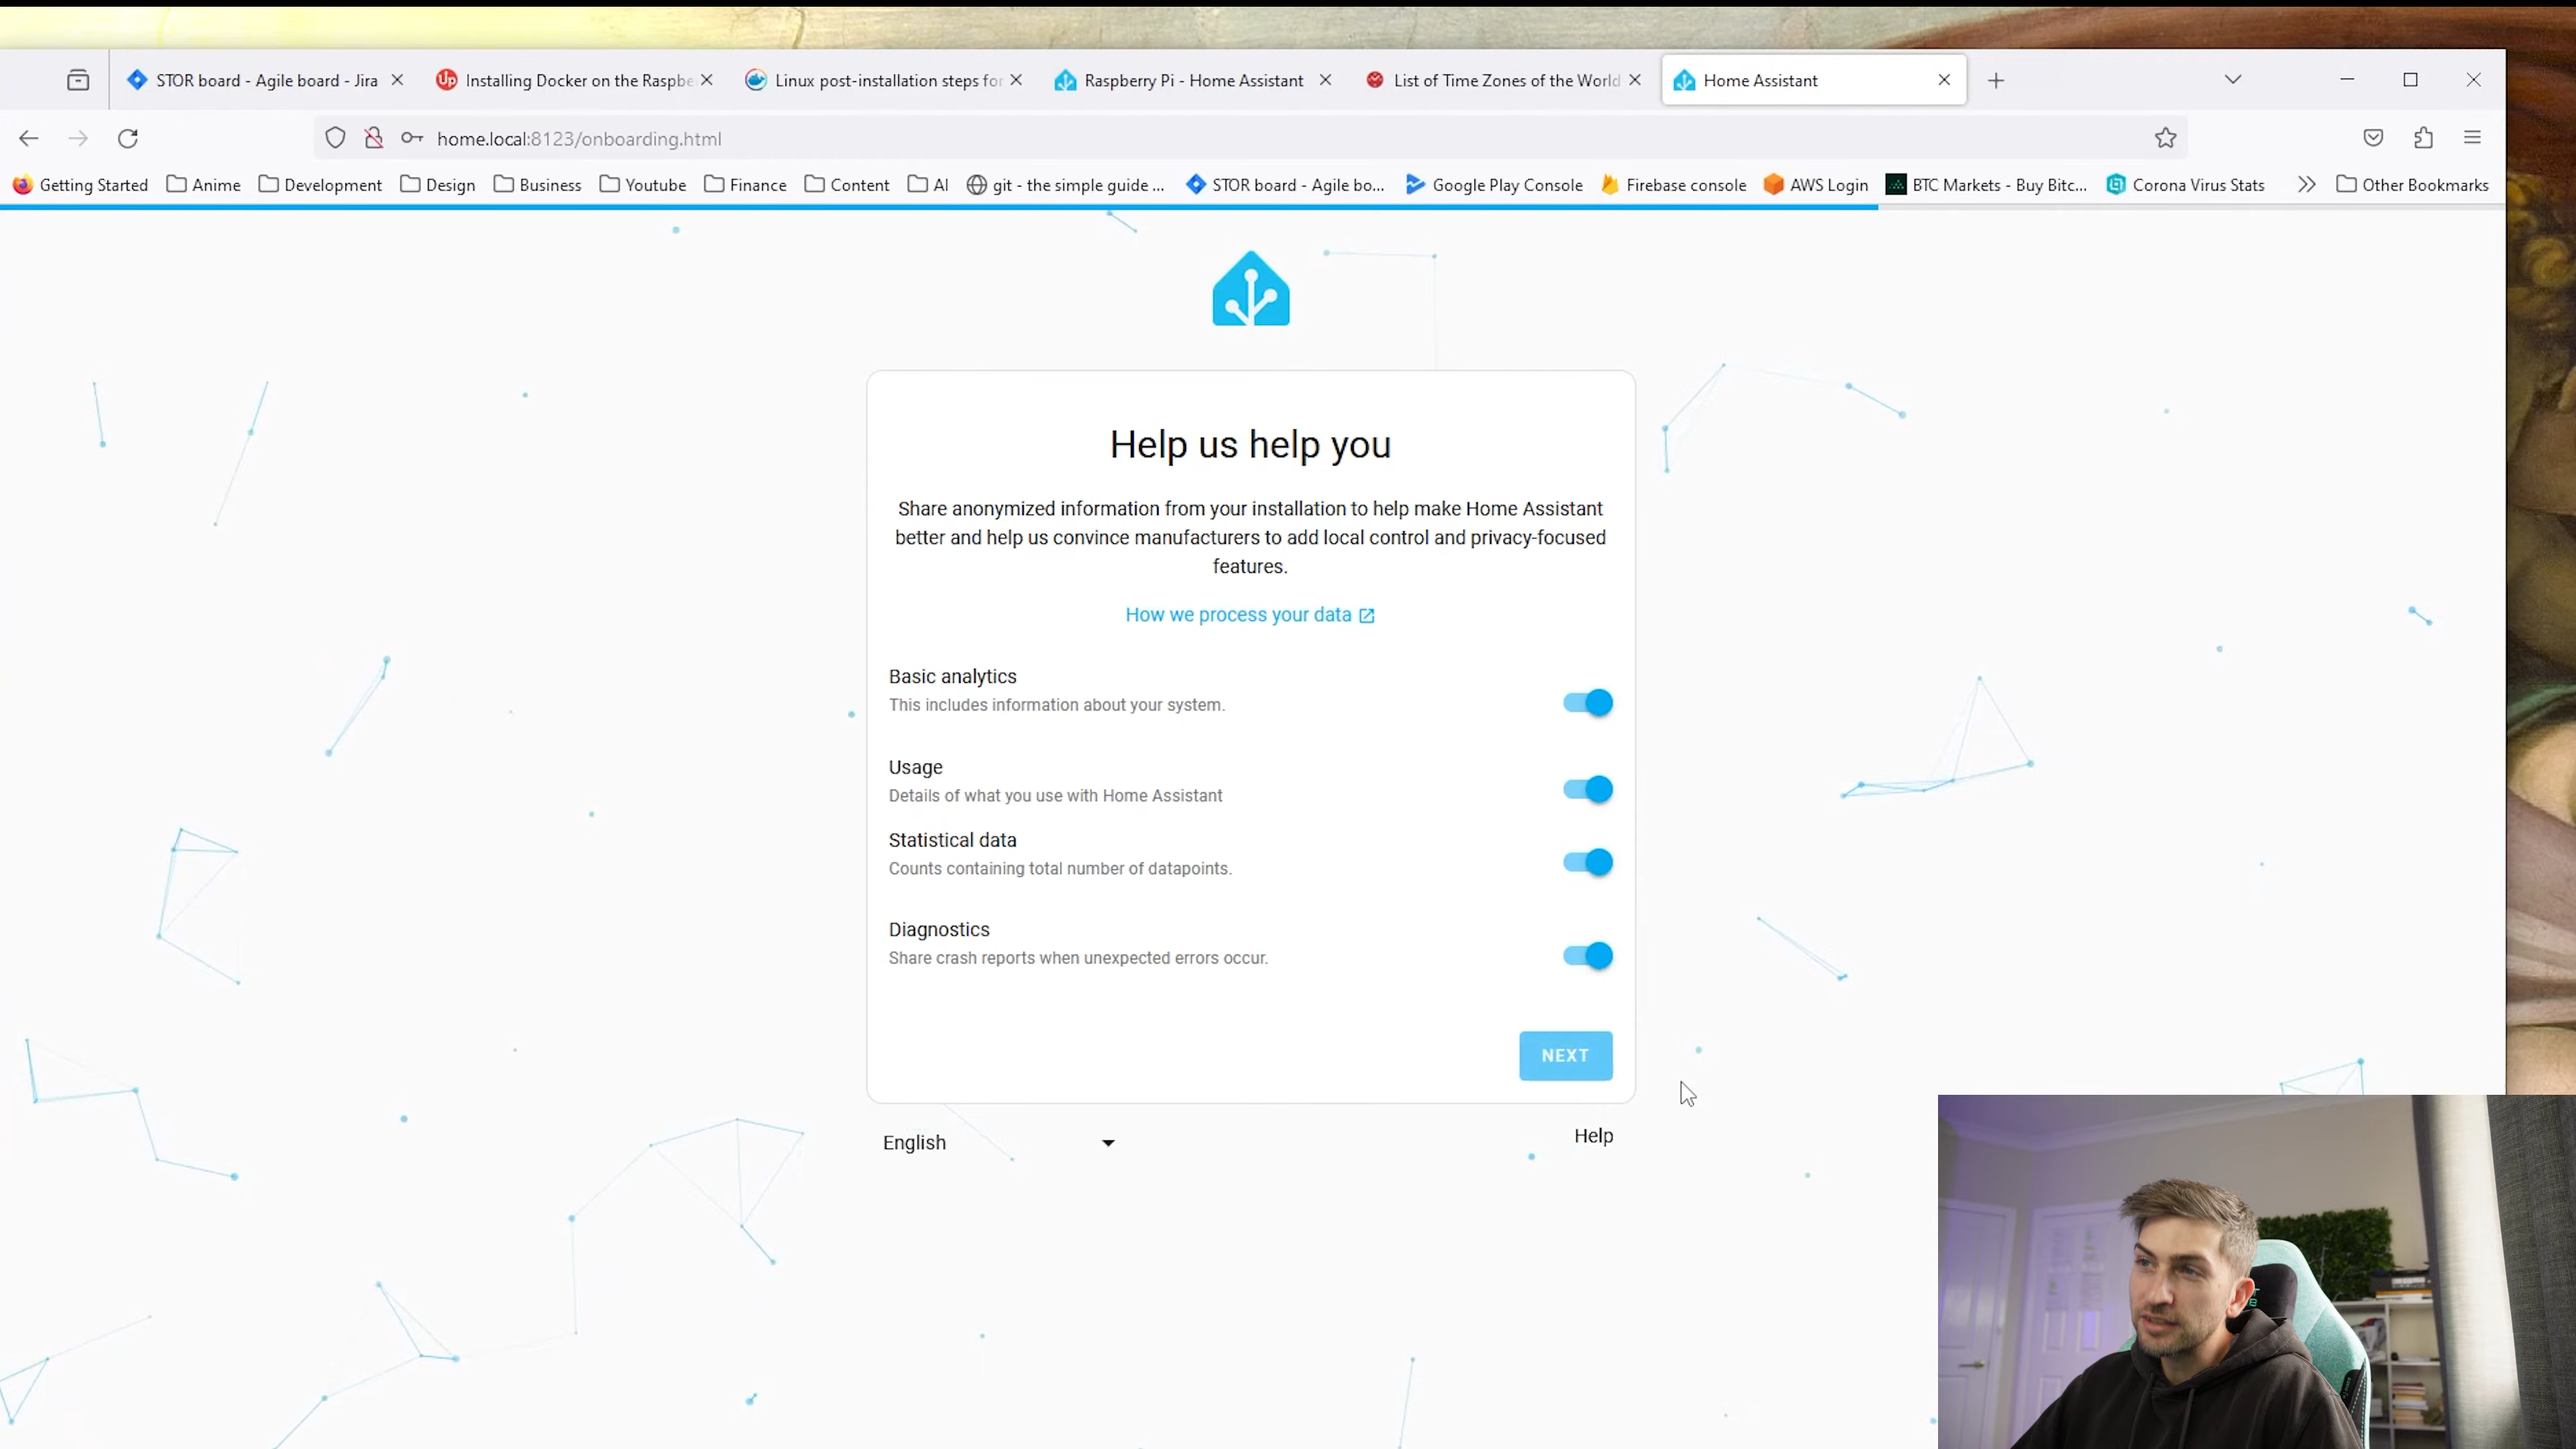 STOR board - Agile board - Jira
Installing Docker on the Raspbe
Linux post-installation steps for
Raspberry Pi - Home Assistant
List of Time Zones of the World
Home Assistant
home.local:8123/onboarding.html
Getting Started
Anime
Development
Design
Business
Youtube
Finance
Content
AI
git - the simple guide ...
STOR board - Agile bo...
Google Play Console
Firebase console
AWS Login
BTC Markets - Buy Bitc...
Corona Virus Stats
Other Bookmarks
Help us help you
Share anonymized information from your installation to help make Home Assistant
better and help us convince manufacturers to add local control and privacy-focused
features.
How we process your data
Basic analytics
This includes information about your system.
Usage
Details of what you use with Home Assistant
Statistical data
Counts containing total number of datapoints.
Diagnostics
Share crash reports when unexpected errors occur.
NEXT
English
Help